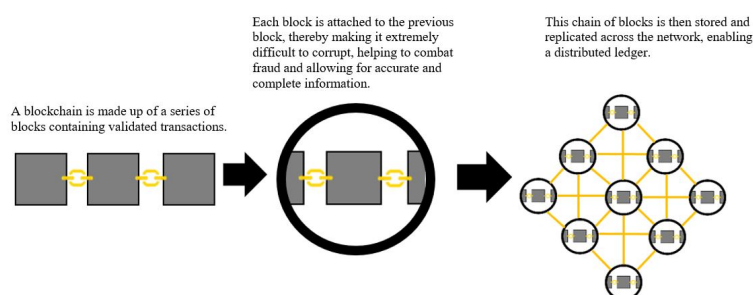 A blockchain is made up of a series of
blocks containing validated transactions.
Each block is attached to the previous
block, thereby making it extremely
difficult to corrupt, helping to combat
fraud and allowing for accurate and
complete information.
This chain of blocks is then stored and
replicated across the network, enabling
a distributed ledger.